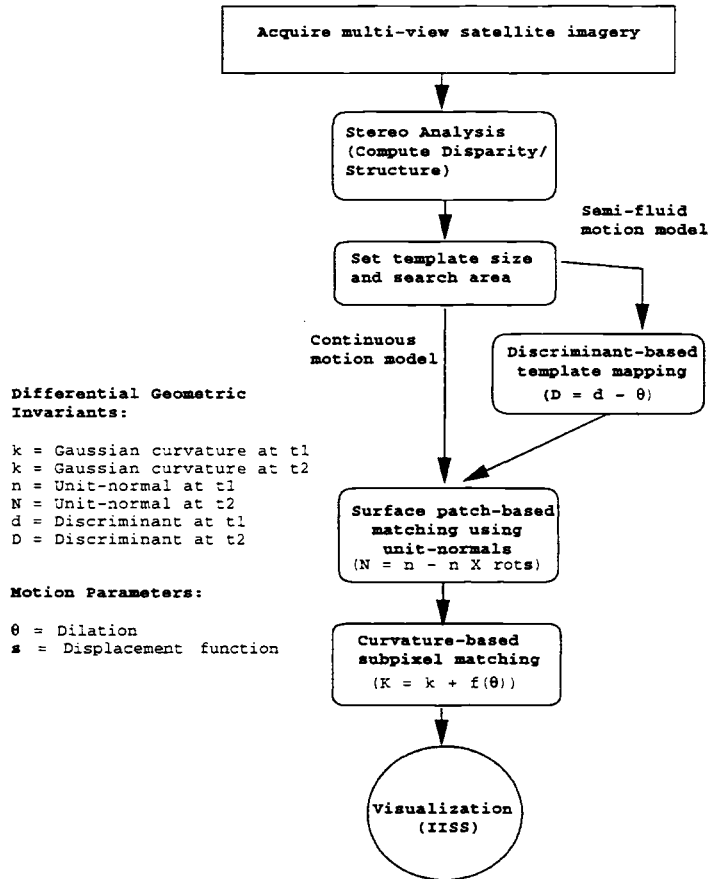 Acquire multi-view satellite imagery
Stereo Analysis
(Compute Disparity/
Structure)
Semi-fluid
motion model
Set template size
and search area
Continuous
motion model
Discriminant-based
template mapping
(D = d - θ)
Differential Geometric
Invariants:
k = Gaussian curvature at t1
k = Gaussian curvature at t2
n = Unit-normal at t1
N = Unit-normal at t2
d = Discriminant at t1
D = Discriminant at t2
Surface patch-based
matching using
unit-normals
(N = n - n X rots)
Motion Parameters:
θ = Dilation
s = Displacement function
Curvature-based
subpixel matching
(K = k + f(θ))
Visualization
(IISS)